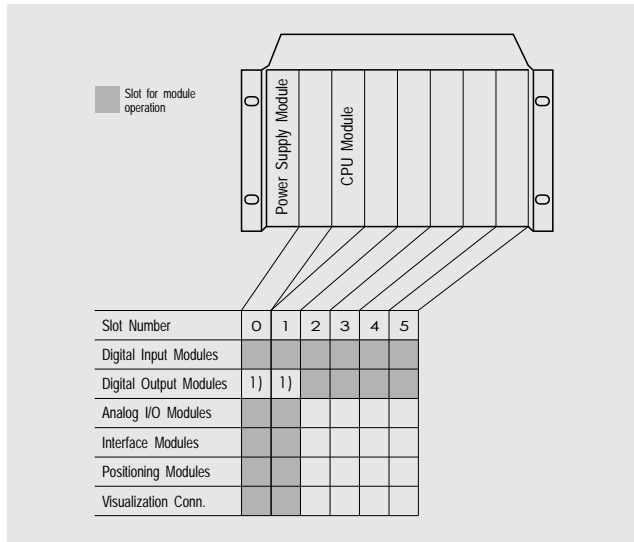 Slot for module
operation
Power Supply Module
CPU Module
Slot Number 0 1 2 3 4 5
Digital Input Modules
Digital Output Modules 1) 1)
Analog I/O Modules
Interface Modules
Positioning Modules
Visualization Conn.